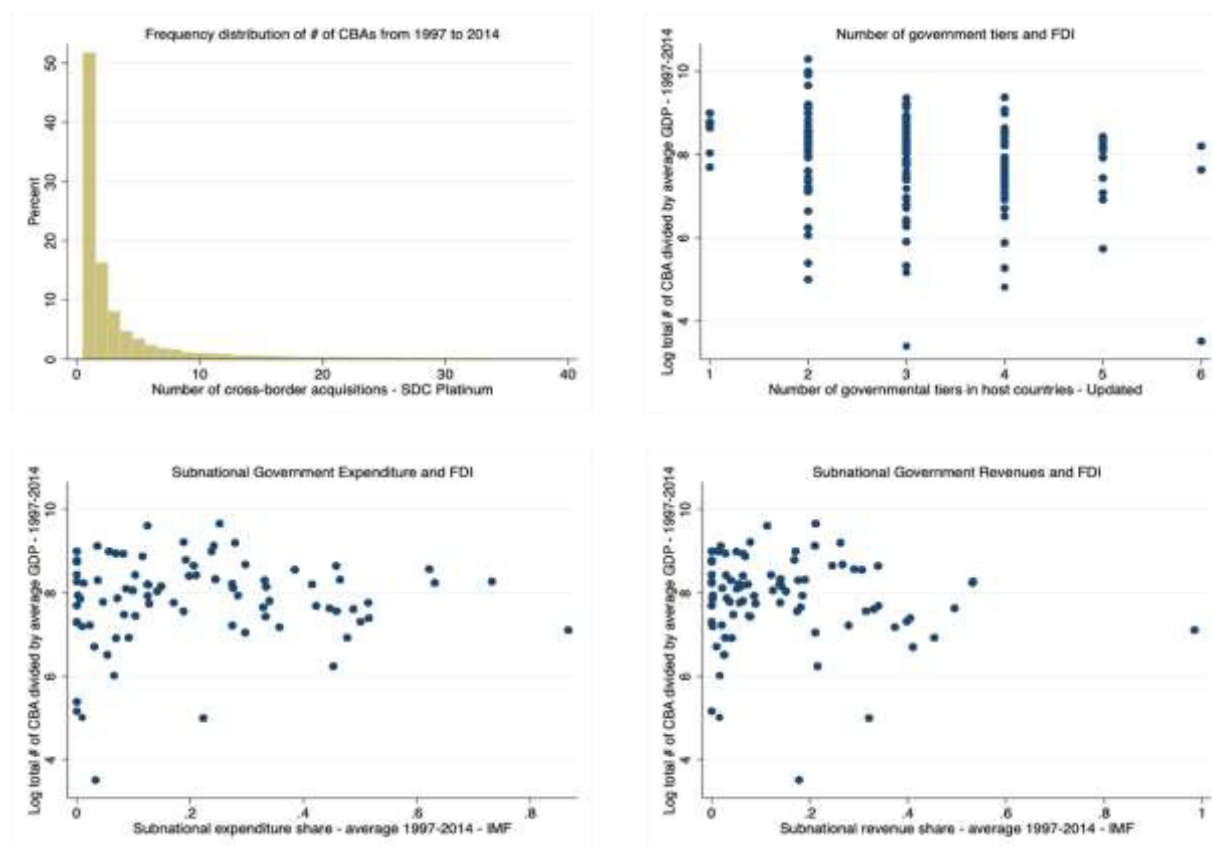 Frequency distribution of # of CBAs from 1997 to 2014
Percent
50
40
30
20
10
0
0 10 20 30 40
Number of cross-border acquisitions - SDC Platinum
Number of government tiers and FDI
Log total # of CBA divided by average GDP - 1997-2014
10
8
6
4
1 2 3 4 5 6
Number of governmental tiers in host countries - Updated
Subnational Government Expenditure and FDI
Log total # of CBA divided by average GDP - 1997-2014
10
8
6
4
0 .2 .4 .6 .8
Subnational expenditure share - average 1997-2014 - IMF
Subnational Government Revenues and FDI
Log total # of CBA divided by average GDP - 1997-2014
10
8
6
4
0 .2 .4 .6 .8 1
Subnational revenue share - average 1997-2014 - IMF